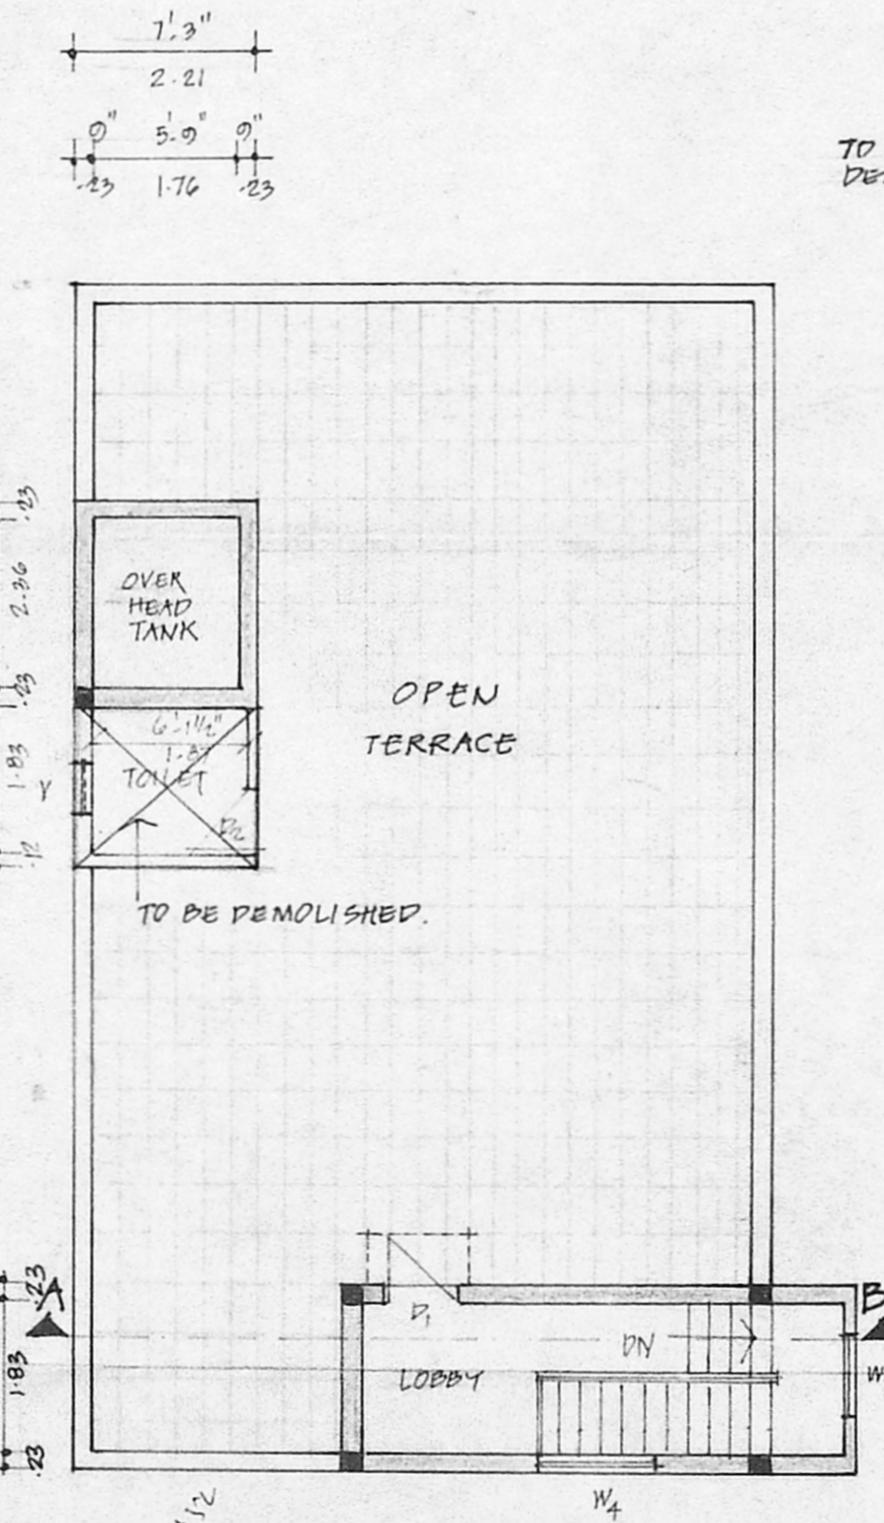 7'-3"
2.21
9" 5'-9" 9"
.23 1.76 .23
TO
.23
2.36
.23
1.83
.12
OVER
HEAD
TANK
OPEN
TERRACE
6'-1½"
1.87
TOILET
D2
TO BE DEMOLISHED.
.23
A
B
D1
DN
LOBBY
W
1.83
.23
W4